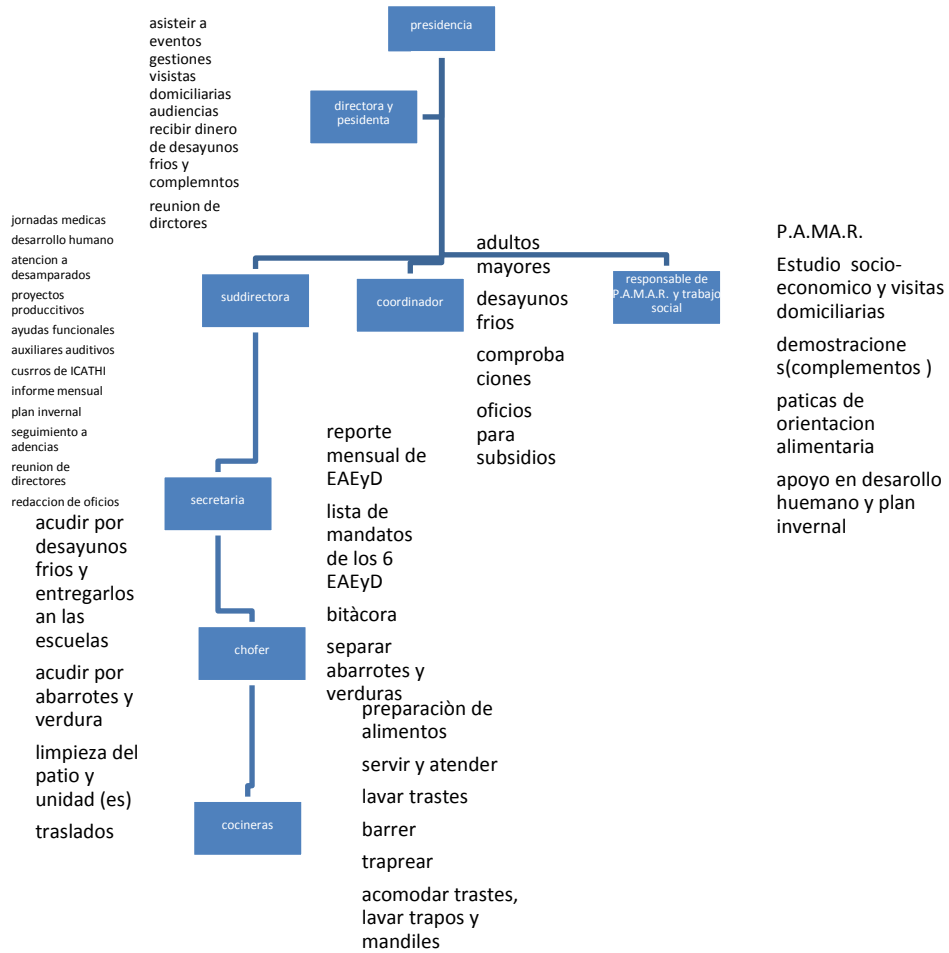 presidencia
asisteir a
eventos
gestiones
visistas
domiciliarias
audiencias
recibir dinero
de desayunos
frios y
complemntos
reunion de
dirctores
directora y
pesidenta
jornadas medicas
desarrollo humano
atencion a
desamparados
proyectos
produccitivos
ayudas funcionales
auxiliares auditivos
cusrros de ICATHI
informe mensual
plan invernal
seguimiento a
adencias
reunion de
directores
redaccion de oficios
suddirectora
coordinador
adultos
mayores
desayunos
frios
comproba
ciones
oficios
para
subsidios
responsable de
P.A.M.A.R. y trabajo
social
P.A.MA.R.
Estudio socio-
economico y visitas
domiciliarias
demostracione
s(complementos )
paticas de
orientacion
alimentaria
apoyo en desarollo
huemano y plan
invernal
secretaria
reporte
mensual de
EAEyD
lista de
mandatos
de los 6
EAEyD
bitàcora
separar
abarrotes y
verduras
acudir por
desayunos
frios y
entregarlos
an las
escuelas
acudir por
abarrotes y
verdura
limpieza del
patio y
unidad (es)
traslados
chofer
cocineras
preparaciòn de
alimentos
servir y atender
lavar trastes
barrer
traprear
acomodar trastes,
lavar trapos y
mandiles